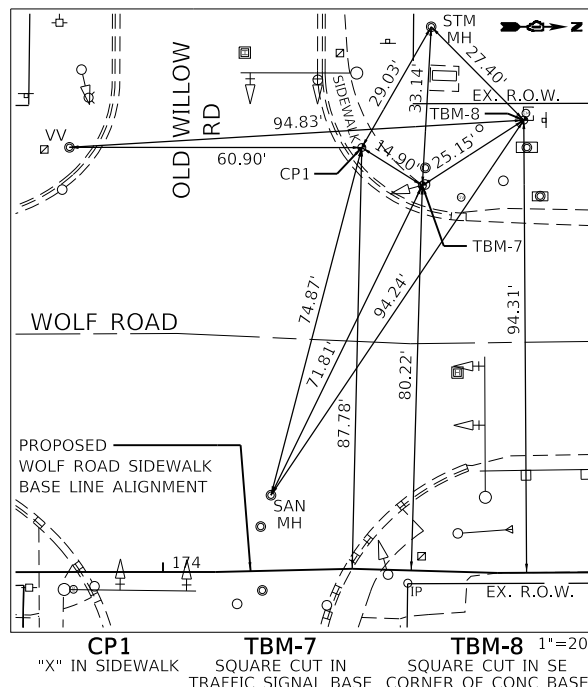 STM
MH
N
29.03'
33.14'
27.40'
EX. R.O.W.
TBM-8
SIDEWALK
OLD WILLOW
RD
VV
94.83'
60.90'
CP1
14.90'
25.15'
TBM-7
74.87'
71.81'
94.24'
94.31'
80.22'
87.78'
WOLF ROAD
PROPOSED
WOLF ROAD SIDEWALK
BASE LINE ALIGNMENT
SAN
MH
174
IP
EX. R.O.W.
CP1 TBM-7 TBM-8 1"=20
"X" IN SIDEWALK SQUARE CUT IN SQUARE CUT IN SE
TRAFFIC SIGNAL BASE CORNER OF CONC BASE